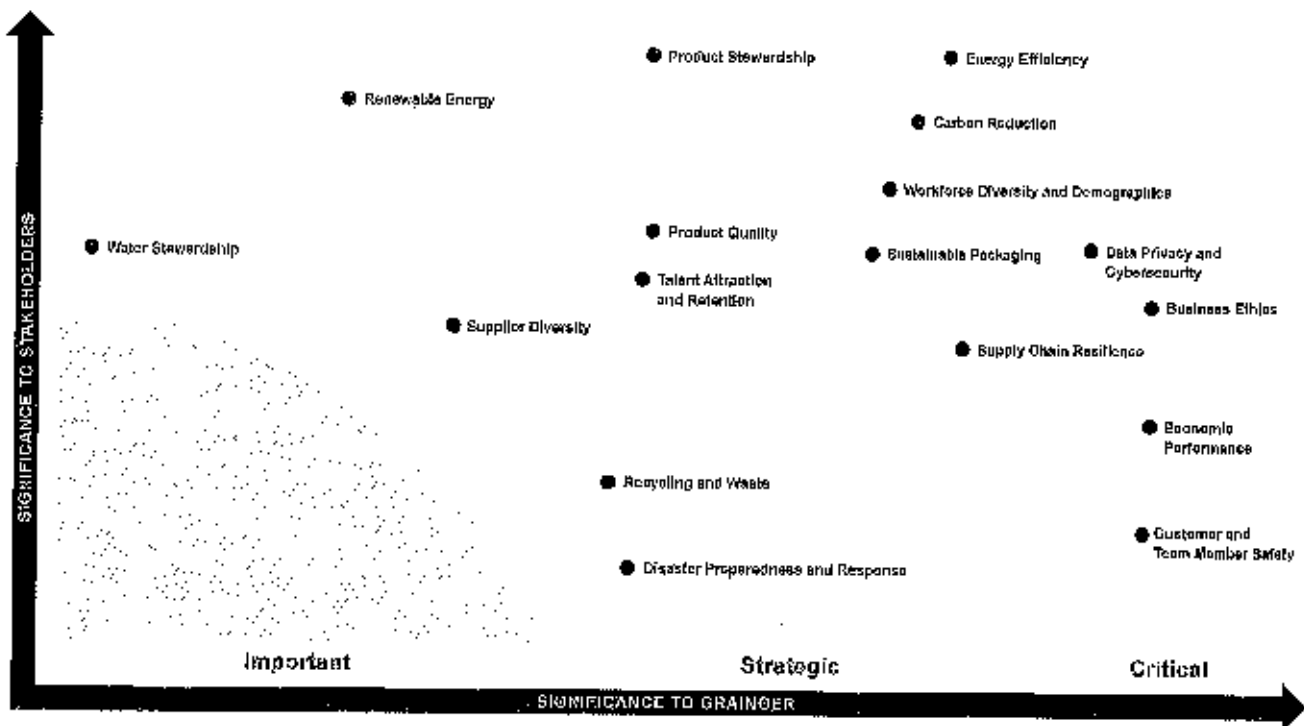 Product Stewardship
Energy Efficiency
Renewable Energy
Carbon Reduction
Workforce Diversity and Demographics
Product Quality
Water Stewardship
Sustainable Packaging
Data Privacy and
Cybersecurity
Talent Attraction
and Retention
Business Ethics
Supplier Diversity
Supply Chain Resilience
Economic
Performance
Recycling and Waste
Customer and
Team Member Safety
Disaster Preparedness and Response
SIGNIFICANCE TO STAKEHOLDERS
Important
Strategic
Critical
SIGNIFICANCE TO GRAINGER